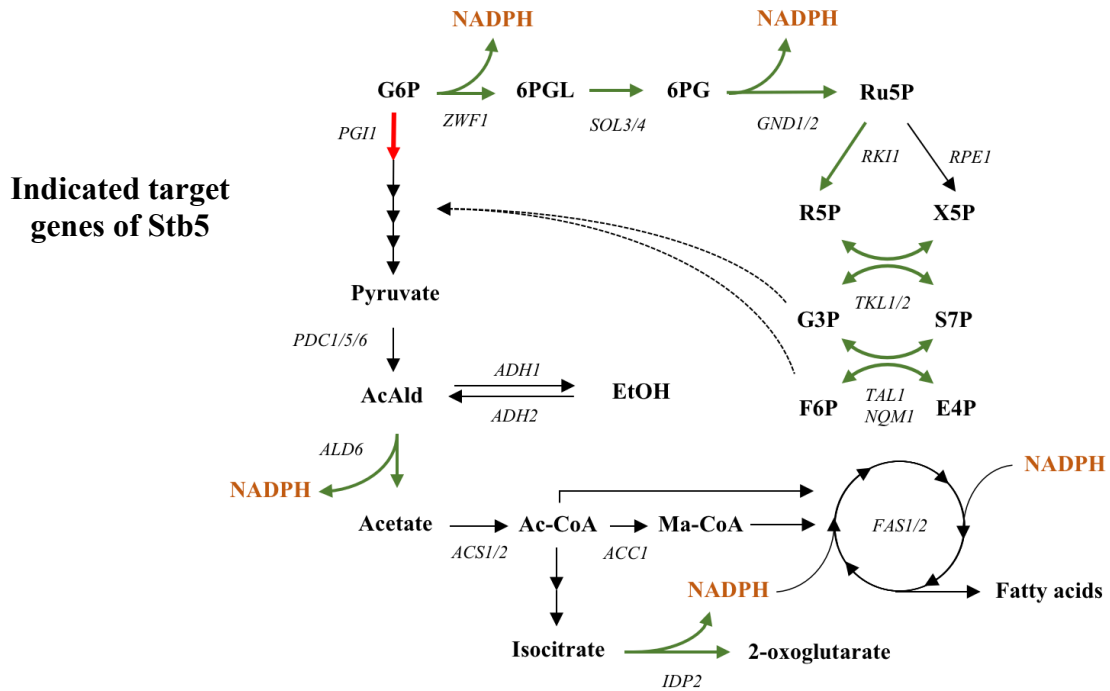 NADPH
NADPH
G6P
6PGL
6PG
Ru5P
PGI1
ZWF1
SOL3/4
GND1/2
RKI1
RPE1
Indicated target
genes of Stb5
R5P
X5P
Pyruvate
TKL1/2
G3P
S7P
PDC1/5/6
ADH1
AcAld
EtOH
ADH2
TAL1
NQM1
F6P
E4P
ALD6
NADPH
NADPH
Acetate
Ac-CoA
Ma-CoA
FAS1/2
ACS1/2
ACC1
NADPH
Fatty acids
Isocitrate
2-oxoglutarate
IDP2